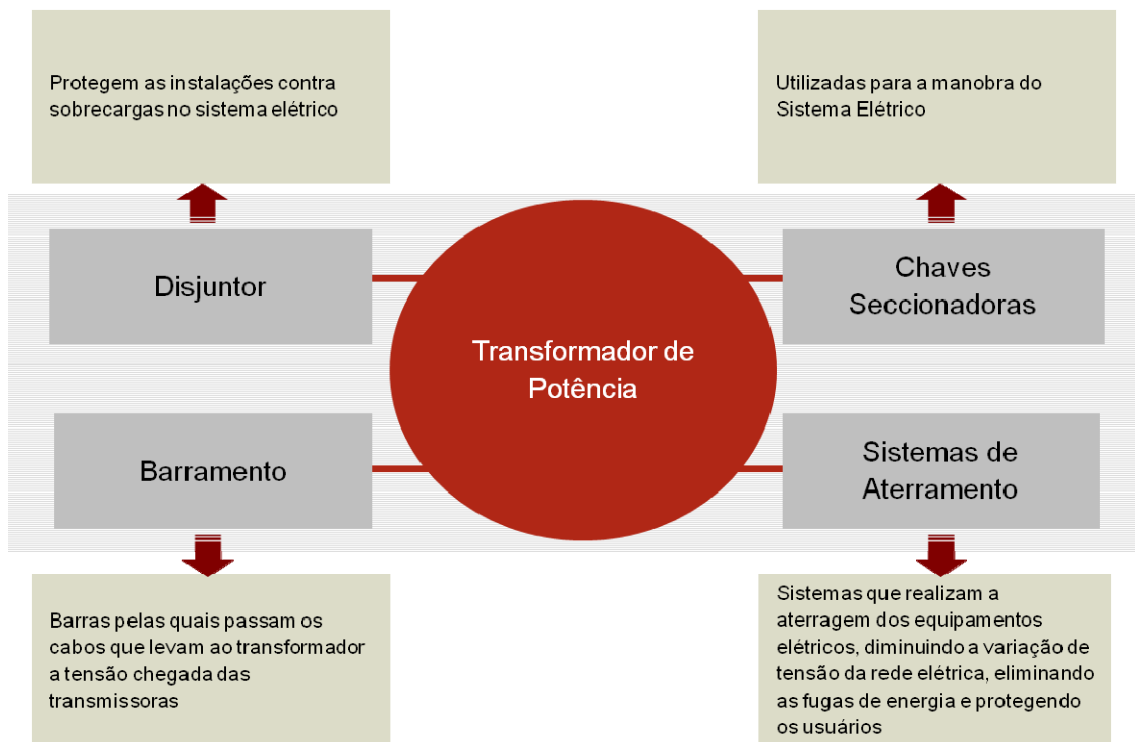 Protegem as instalações contra
sobrecargas no sistema elétrico
Utilizadas para a manobra do
Sistema Elétrico
Disjuntor
Chaves
Seccionadoras
Transformador de
Potência
Barramento
Sistemas de
Aterramento
Barras pelas quais passam os
cabos que levam ao transformador
a tensão chegada das
transmissoras
Sistemas que realizam a
aterragem dos equipamentos
elétricos, diminuindo a variação de
tensão da rede elétrica, eliminando
as fugas de energia e protegendo
os usuários